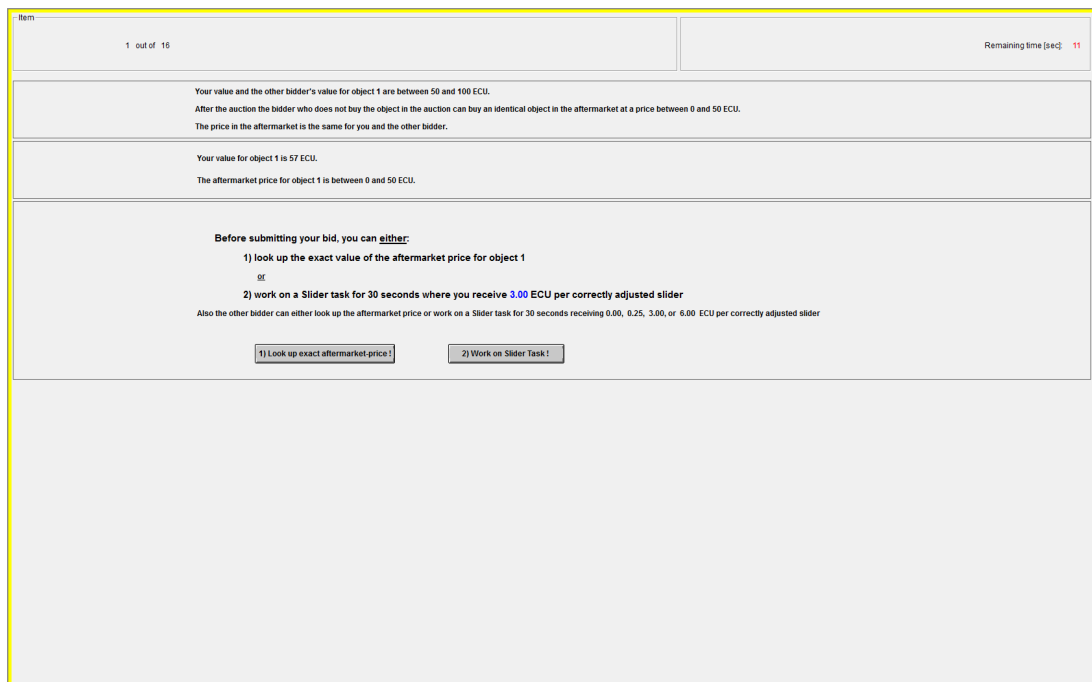 Item
1 out of 16
Remaining time [sec]: 11
Your value and the other bidder's value for object 1 are between 50 and 100 ECU.
After the auction the bidder who does not buy the object in the auction can buy an identical object in the aftermarket at a price between 0 and 50 ECU.
The price in the aftermarket is the same for you and the other bidder.
Your value for object 1 is 57 ECU.
The aftermarket price for object 1 is between 0 and 50 ECU.
Before submitting your bid, you can either:
1) look up the exact value of the aftermarket price for object 1
or
2) work on a Slider task for 30 seconds where you receive 3.00 ECU per correctly adjusted slider
Also the other bidder can either look up the aftermarket price or work on a Slider task for 30 seconds receiving 0.00, 0.25, 3.00, or 6.00 ECU per correctly adjusted slider
1) Look up exact aftermarket-price !
2) Work on Slider Task !